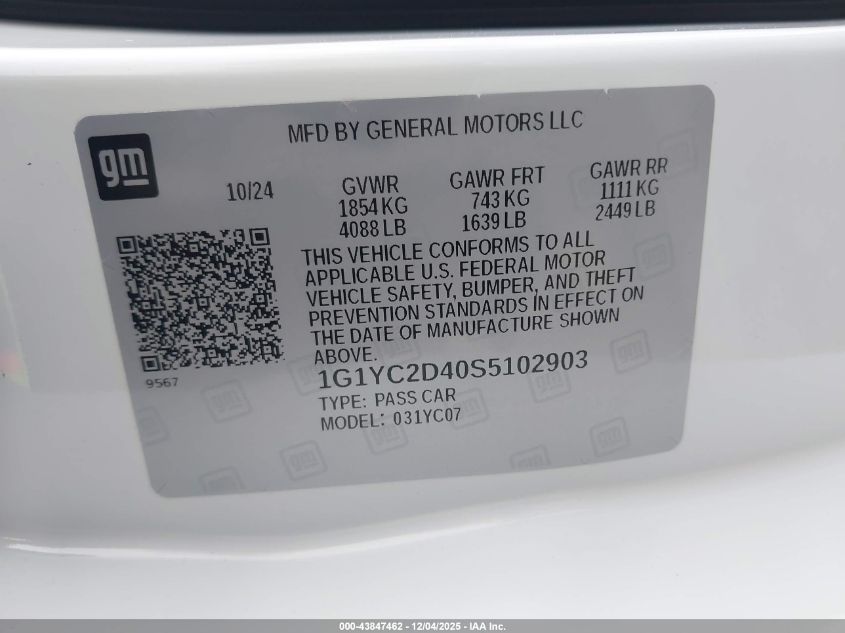 MFD BY GENERAL MOTORS LLC
gm
10/24
GVWR
1854 KG
4088 LB
GAWR FRT
743 KG
1639 LB
GAWR RR
1111 KG
2449 LB
THIS VEHICLE CONFORMS TO ALL
APPLICABLE U.S. FEDERAL MOTOR
VEHICLE SAFETY, BUMPER, AND THEFT
PREVENTION STANDARDS IN EFFECT ON
THE DATE OF MANUFACTURE SHOWN
ABOVE.
9567
1G1YC2D40S5102903
TYPE: PASS CAR
MODEL: 031YC07
000-43847462 - 12/04/2025 - IAA Inc.